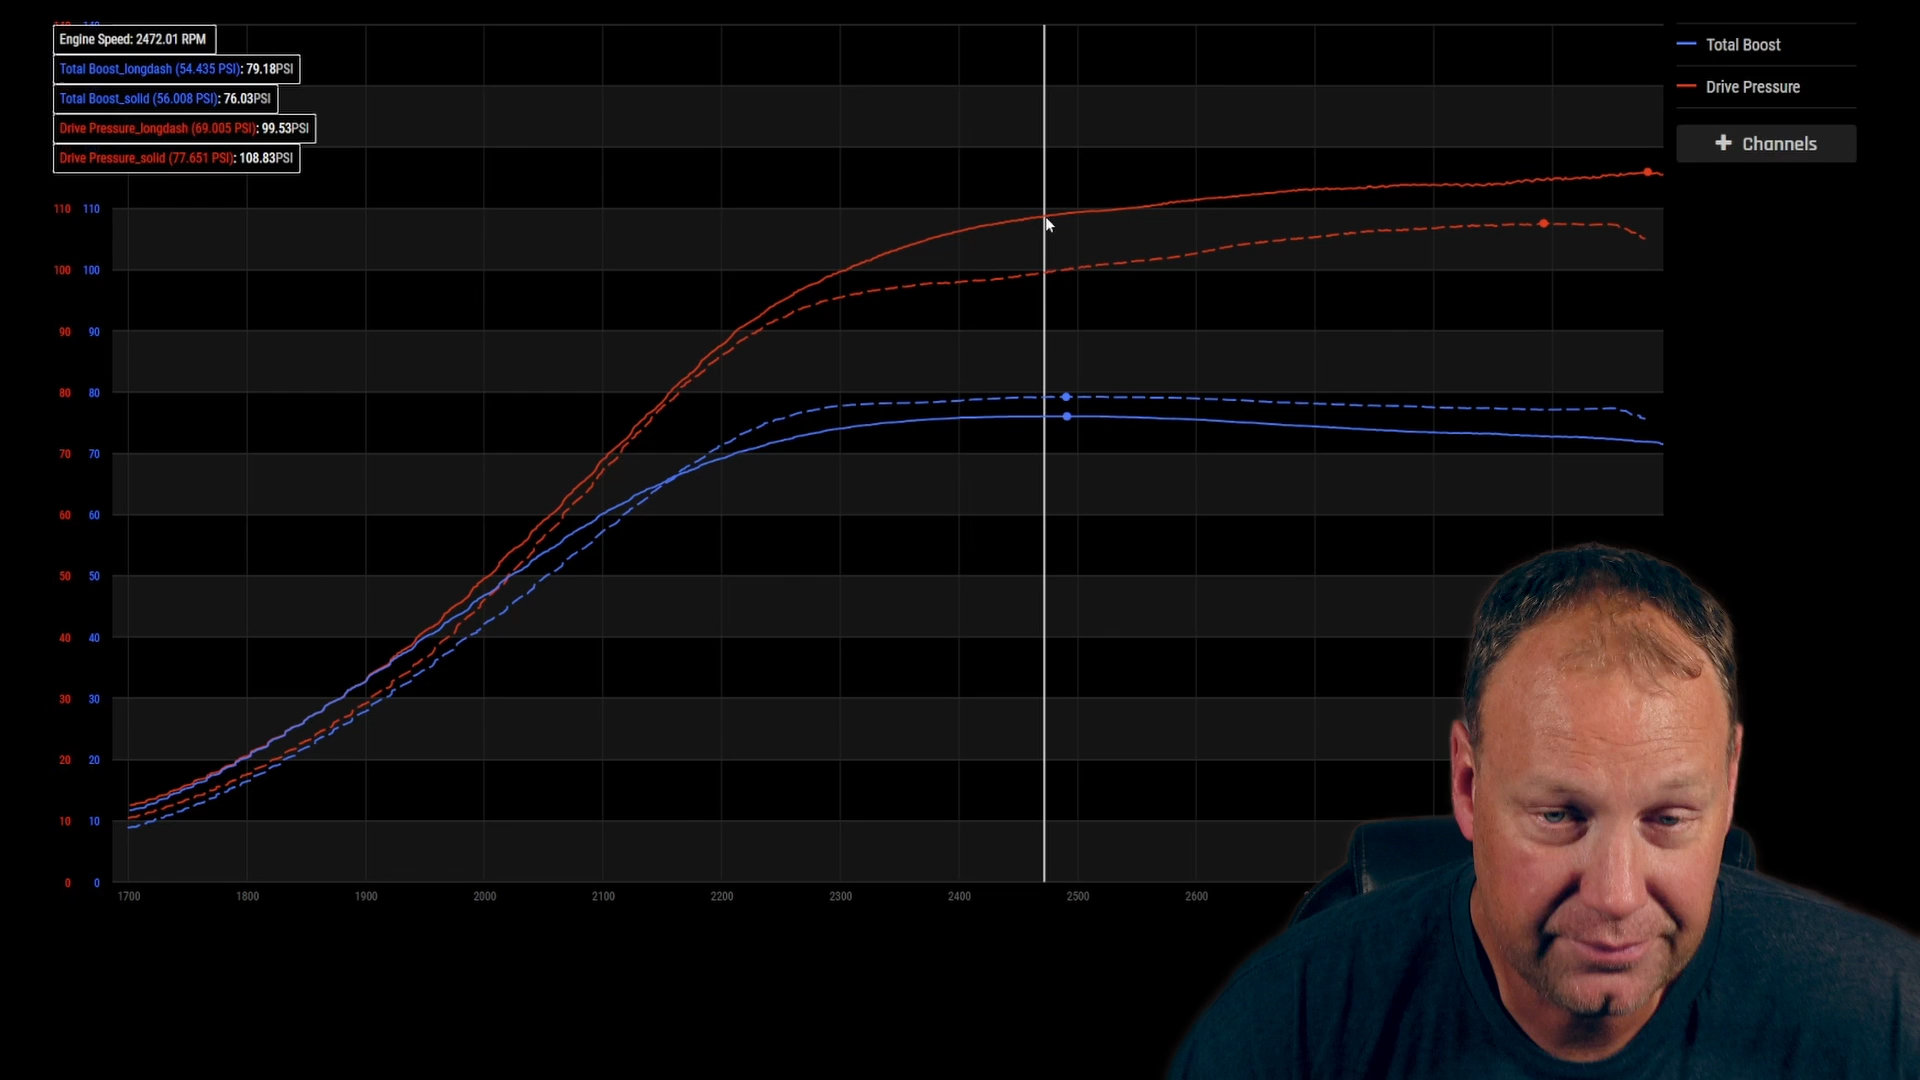 140 140
Engine Speed: 2472.01 RPM
Total Boost_longdash (54.435 PSI): 79.18PSI
Total Boost_solid (56.008 PSI): 76.03PSI
Drive Pressure_longdash (69.005 PSI): 99.53PSI
Drive Pressure_solid (77.651 PSI): 108.83PSI
Total Boost
Drive Pressure
Channels
110 110
100 100
90 90
80 80
70 70
60 60
50 50
40 40
30 30
20 20
10 10
0 0
1700 1800 1900 2000 2100 2200 2300 2400 2500 2600